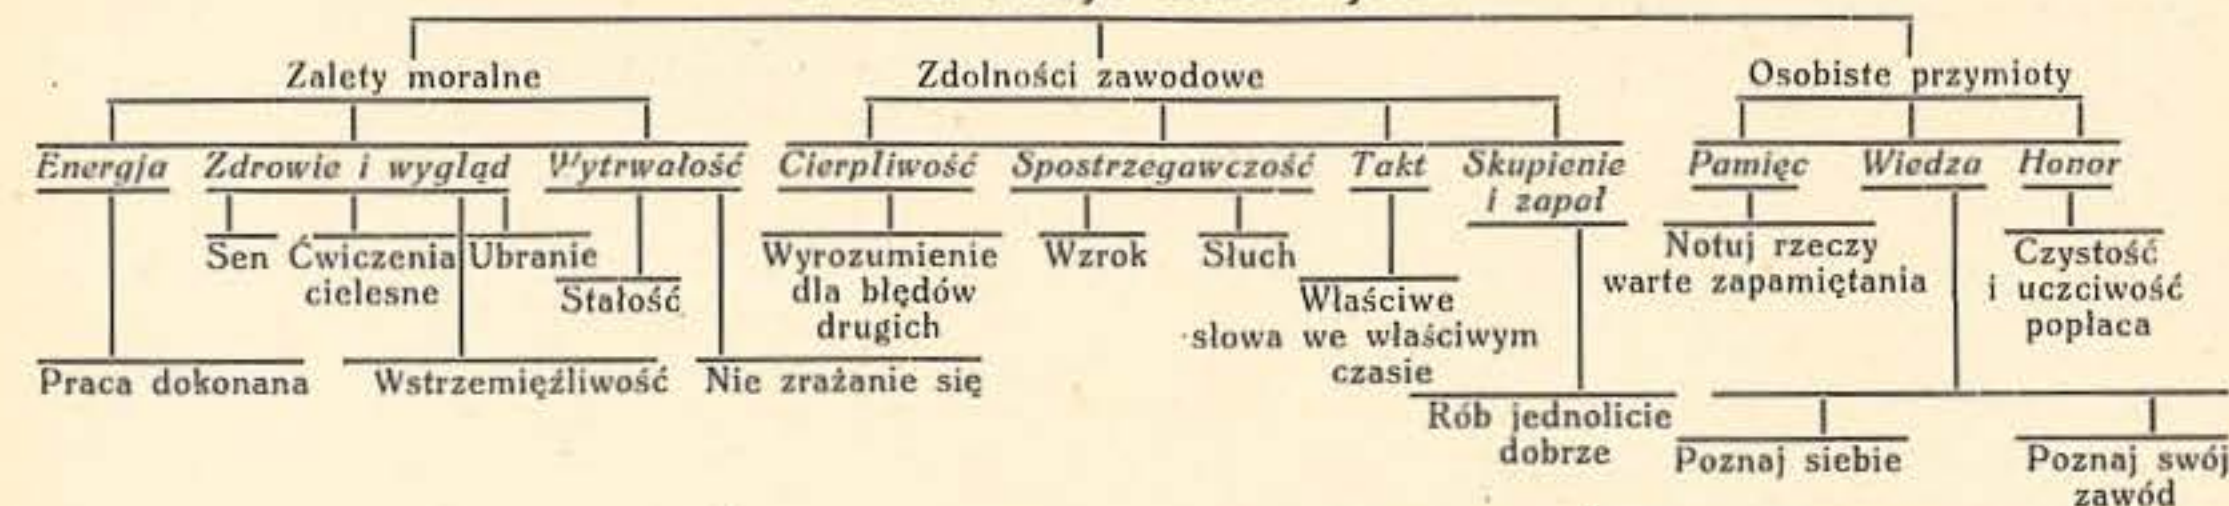 Zalety moralne
Zdolności zawodowe
Osobiste przymioty
Energja
Zdrowie i wygląd
Wytrwałość
Cierpliwość
Spostrzegawczość
Takt
Skupienie
i zapał
Pamięc
Wiedza
Honor
Sen
Ćwiczenia
cielesne
Ubranie
Stałość
Wyrozumienie
dla błędów
drugich
Wzrok
Słuch
Właściwe
słowa we właściwym
czasie
Notuj rzeczy
warte zapamiętania
Czystość
i uczciwość
popłaca
Praca dokonana
Wstrzemięźliwość
Nie zrażanie się
Rób jednolicie
dobrze
Poznaj siebie
Poznaj swój
zawód